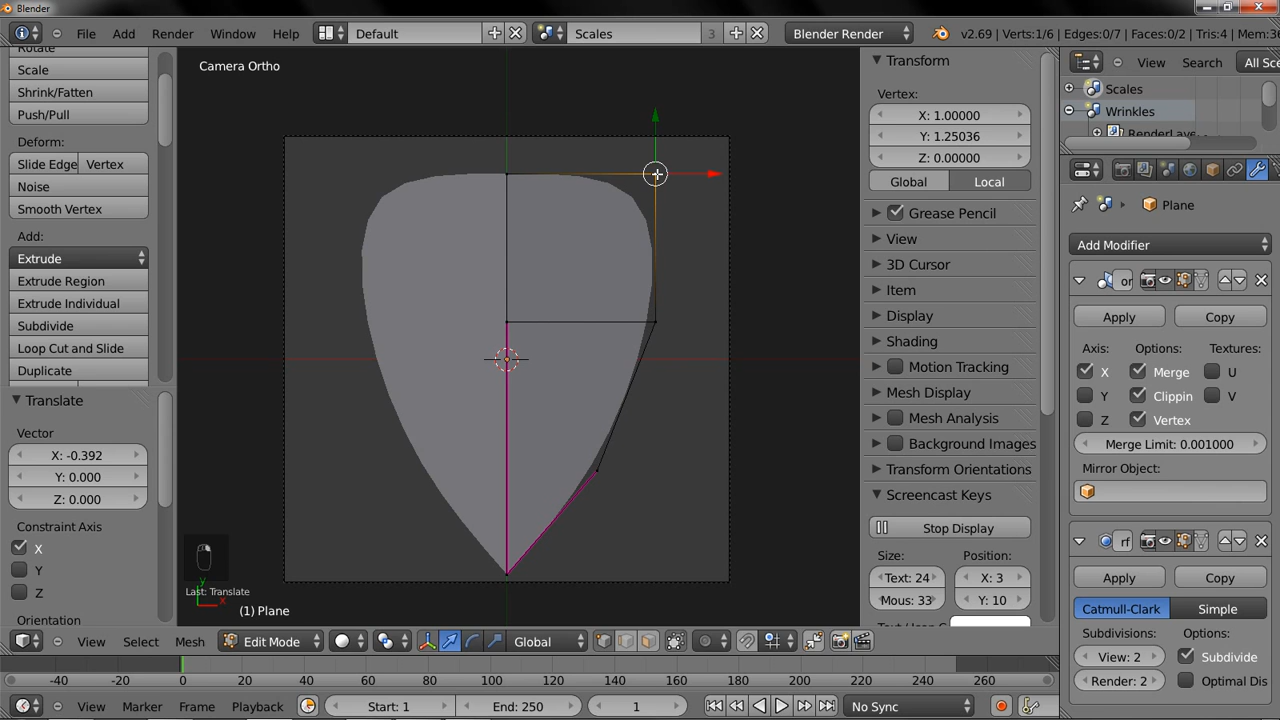 Blender
File Add Render Window Help Default Scales 3 Blender Render v2.69 | Verts:1/6 | Edges:0/7 | Faces:0/2 | Tris:4 | Mem:36
Rotate
Scale
Shrink/Fatten
Push/Pull
Deform:
Slide Edge Vertex
Noise
Smooth Vertex
Add:
Extrude
Extrude Region
Extrude Individual
Subdivide
Loop Cut and Slide
Duplicate
Translate
Vector
X: -0.392
Y: 0.000
Z: 0.000
Constraint Axis
X
Y
Z
Orientation
Camera Ortho
Last: Translate
y
x
(1) Plane
Transform
Vertex:
X: 1.00000
Y: 1.25036
Z: 0.00000
Global Local
Grease Pencil
View
3D Cursor
Item
Display
Shading
Motion Tracking
Mesh Display
Mesh Analysis
Background Images
Transform Orientations
Screencast Keys
Stop Display
Size: Position:
Text: 24 X: 3
Mous: 33 Y: 10
View Search All Sce
Scales
Wrinkles
RenderLay
Plane
Add Modifier
or
Apply Copy
Axis: Options: Textures:
X Merge U
Y Clippin V
Z Vertex
Merge Limit: 0.001000
Mirror Object:
rf
Apply Copy
Catmull-Clark Simple
Subdivisions: Options:
View: 2 Subdivide
Render: 2 Optimal Dis
View Select Mesh Edit Mode Global
-40 -20 0 20 40 60 80 100 120 140 160 180 200 220 240 260 280
View Marker Frame Playback Start: 1 End: 250 1 No Sync